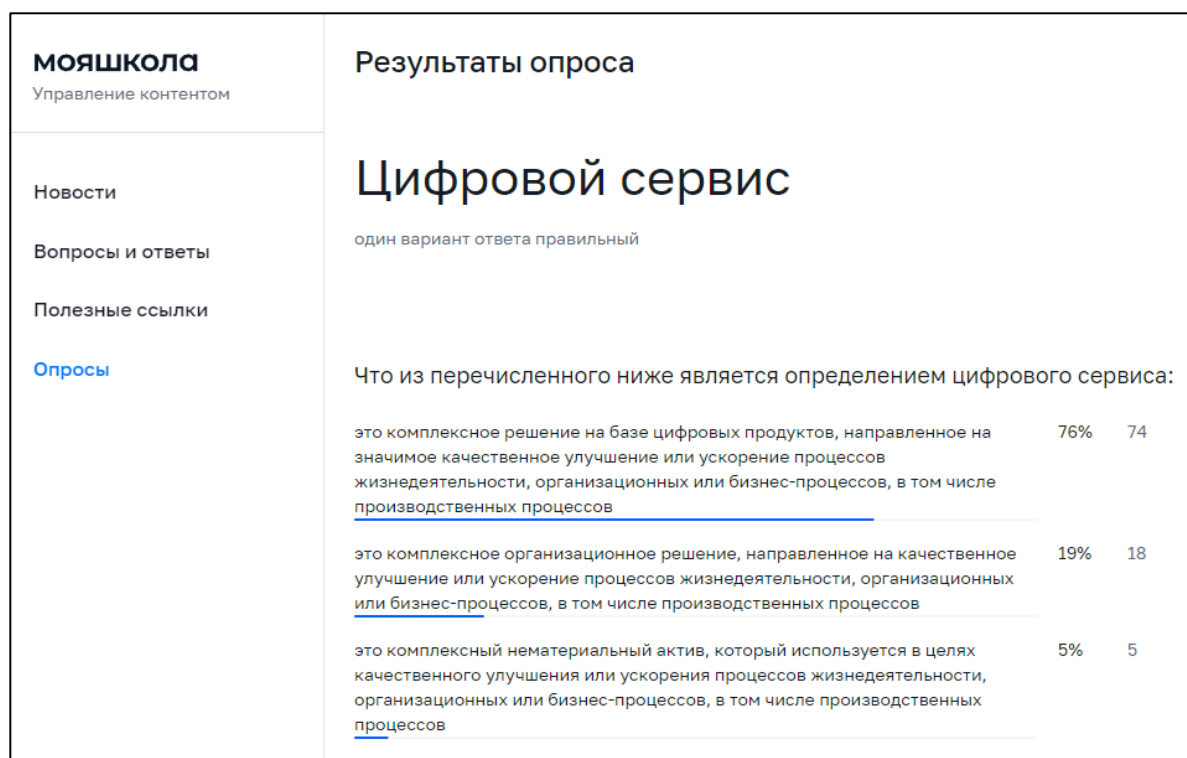 мояшкола
Управление контентом
Новости
Вопросы и ответы
Полезные ссылки
Опросы
Результаты опроса
Цифровой сервис
один вариант ответа правильный
Что из перечисленного ниже является определением цифрового сервиса:
это комплексное решение на базе цифровых продуктов, направленное на 76% 74
значимое качественное улучшение или ускорение процессов
жизнедеятельности, организационных или бизнес-процессов, в том числе
производственных процессов
это комплексное организационное решение, направленное на качественное 19% 18
улучшение или ускорение процессов жизнедеятельности, организационных
или бизнес-процессов, в том числе производственных процессов
это комплексный нематериальный актив, который используется в целях 5% 5
качественного улучшения или ускорения процессов жизнедеятельности,
организационных или бизнес-процессов, в том числе производственных
процессов